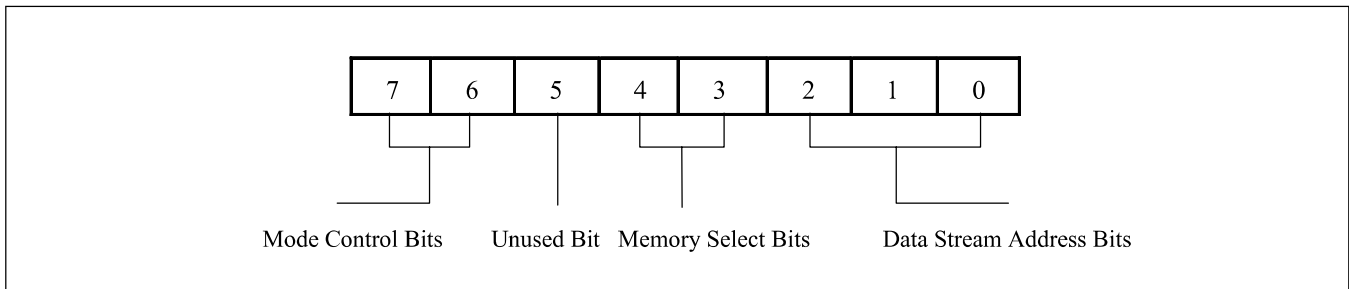 7 6 5 4 3 2 1 0
Mode Control Bits Unused Bit Memory Select Bits Data Stream Address Bits